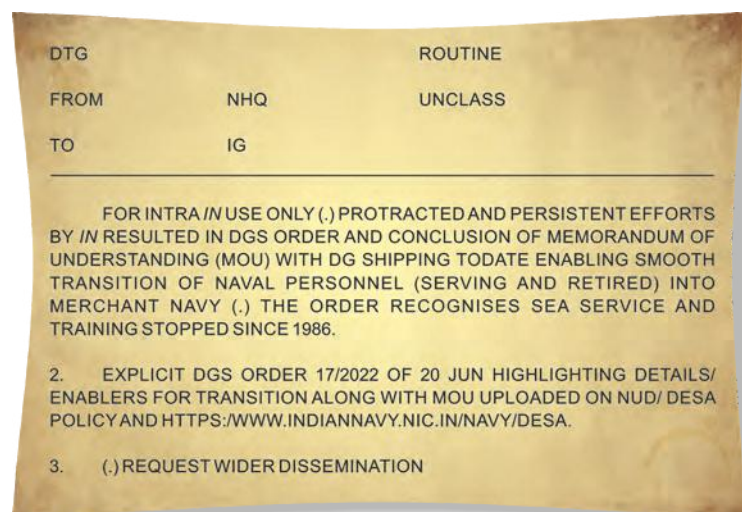 DTG ROUTINE
FROM NHQ UNCLASS
TO IG
FOR INTRA IN USE ONLY (.) PROTRACTED AND PERSISTENT EFFORTS
BY IN RESULTED IN DGS ORDER AND CONCLUSION OF MEMORANDUM OF
UNDERSTANDING (MOU) WITH DG SHIPPING TODATE ENABLING SMOOTH
TRANSITION OF NAVAL PERSONNEL (SERVING AND RETIRED) INTO
MERCHANT NAVY (.) THE ORDER RECOGNISES SEA SERVICE AND
TRAINING STOPPED SINCE 1986.
2. EXPLICIT DGS ORDER 17/2022 OF 20 JUN HIGHLIGHTING DETAILS/
ENABLERS FOR TRANSITION ALONG WITH MOU UPLOADED ON NUD/ DESA
POLICY AND HTTPS:/WWW.INDIANNAVY.NIC.IN/NAVY/DESA.
3. (.) REQUEST WIDER DISSEMINATION